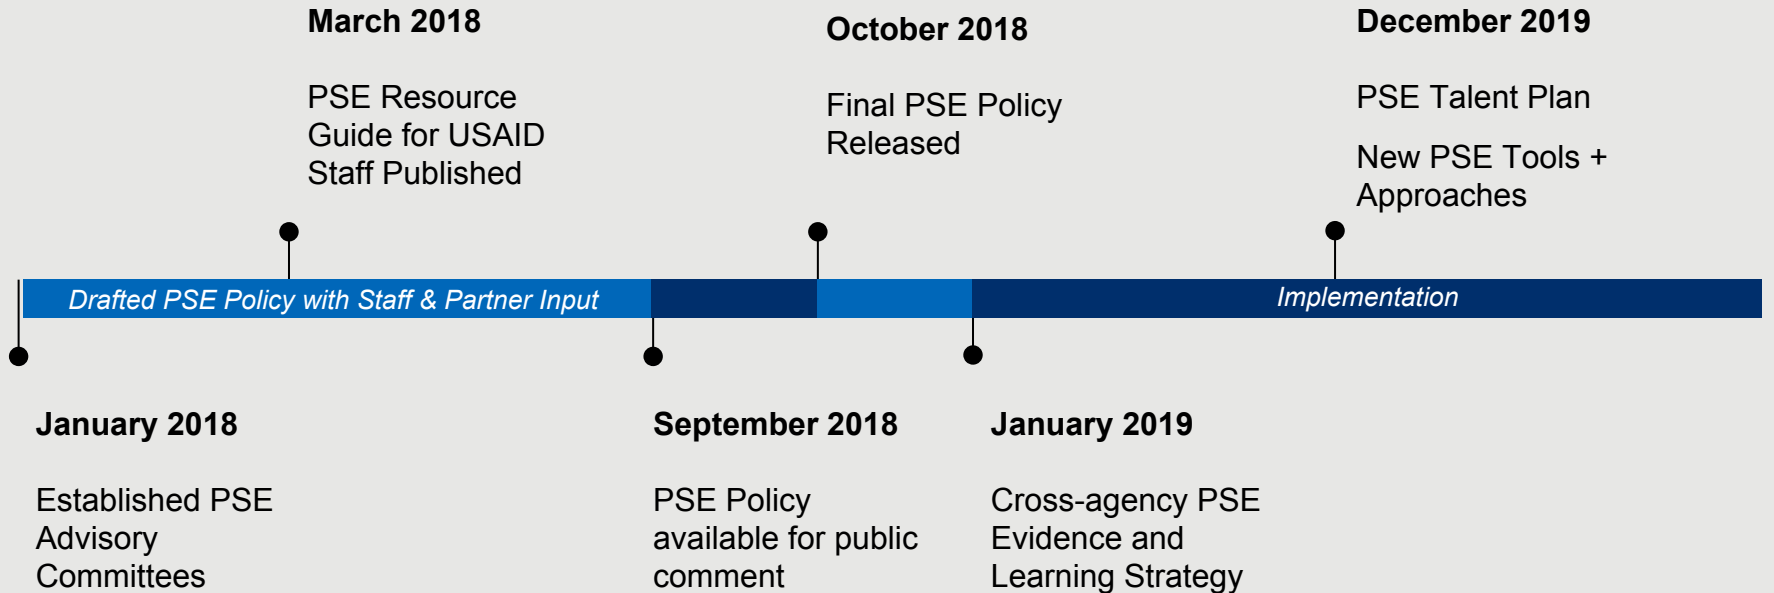 March 2018
PSE Resource
Guide for USAID
Staff Published
October 2018
Final PSE Policy
Released
December 2019
PSE Talent Plan
New PSE Tools +
Approaches
Drafted PSE Policy with Staff & Partner Input
Implementation
January 2018
Established PSE
Advisory
Committees
September 2018
PSE Policy
available for public
comment
January 2019
Cross-agency PSE
Evidence and
Learning Strategy